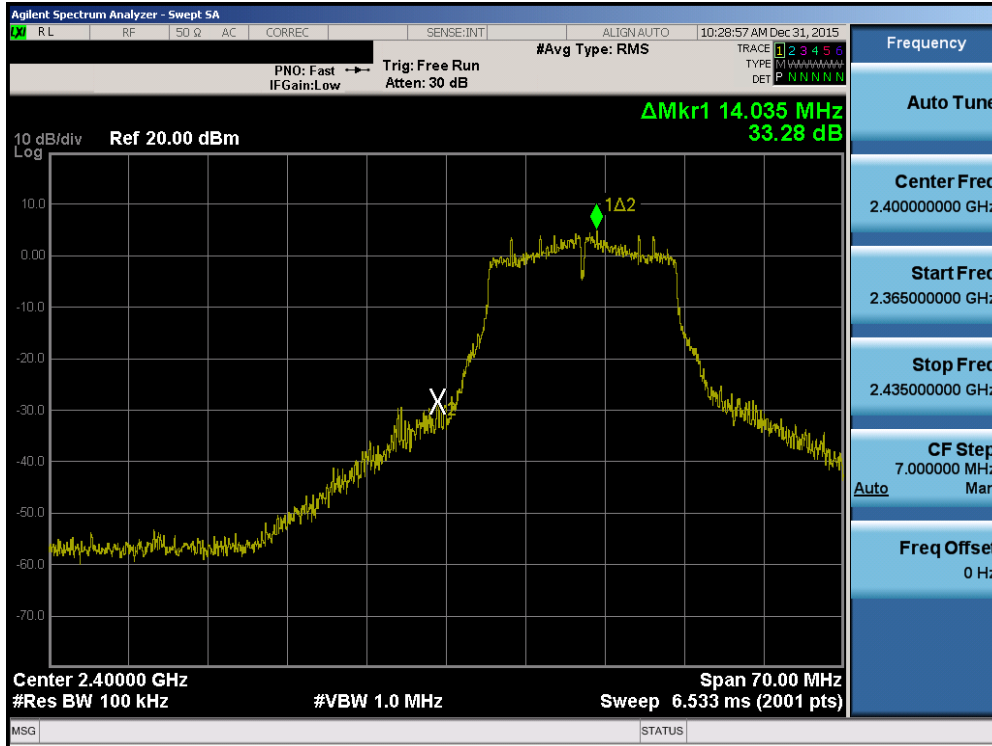 Agilent Spectrum Analyzer - Swept SA
LXI RL RF 50 Ω AC CORREC SENSE:INT ALIGN AUTO 10:28:57 AM Dec 31, 2015
#Avg Type: RMS TRACE 1 2 3 4 5 6
PNO: Fast Trig: Free Run TYPE M
IFGain:Low Atten: 30 dB DET P N N N N N
ΔMkr1 14.035 MHz
33.28 dB
10 dB/div Ref 20.00 dBm
Log
1Δ2
10.0
0.00
-10.0
-20.0
-30.0
2
-40.0
-50.0
-60.0
-70.0
Center 2.40000 GHz Span 70.00 MHz
#Res BW 100 kHz #VBW 1.0 MHz Sweep 6.533 ms (2001 pts)
MSG STATUS
Frequency
Auto Tune
Center Freq
2.400000000 GHz
Start Freq
2.365000000 GHz
Stop Freq
2.435000000 GHz
CF Step
7.000000 MHz
Auto Man
Freq Offset
0 Hz